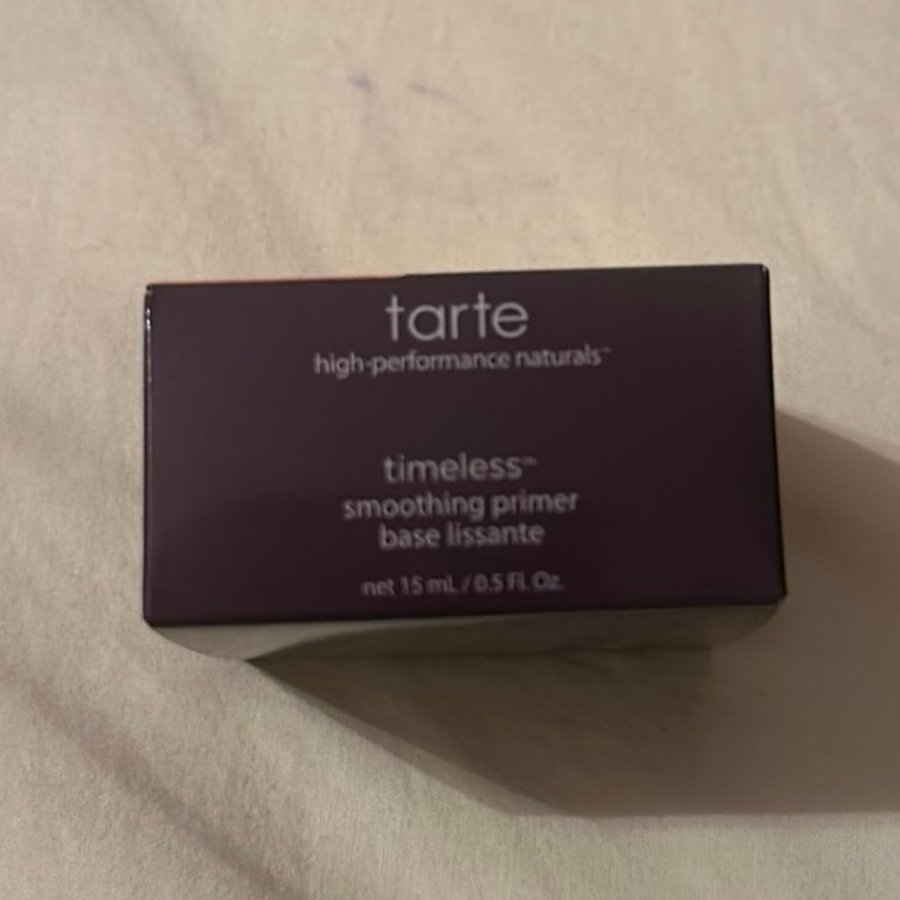 tarte
high-performance naturals™
timeless™
smoothing primer
base lissante
net 15 mL / 0.5 Fl. Oz.